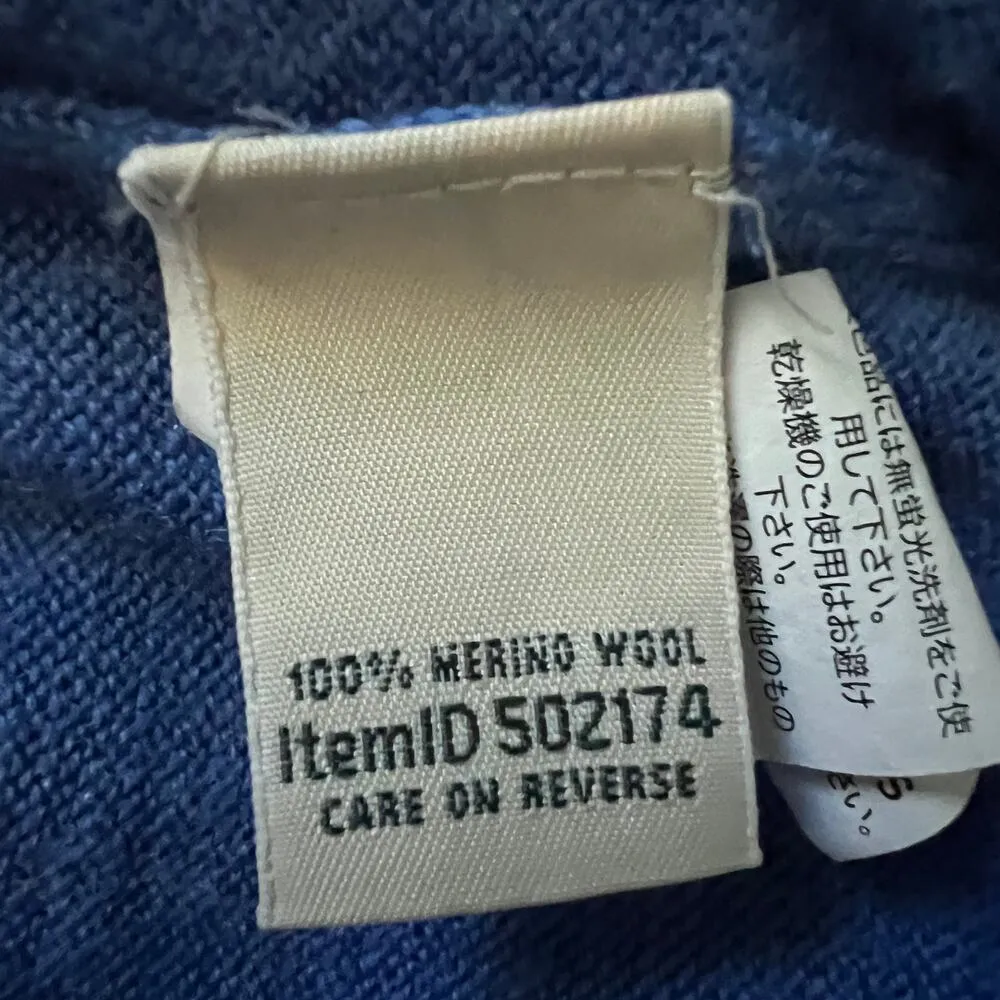 100% MERINO WOOL
ItemID 502174
CARE ON REVERSE
品には無蛍光洗剤をご使
用して下さい。
乾燥機のご使用はお避け
下さい。
の際は他のもの
さい。